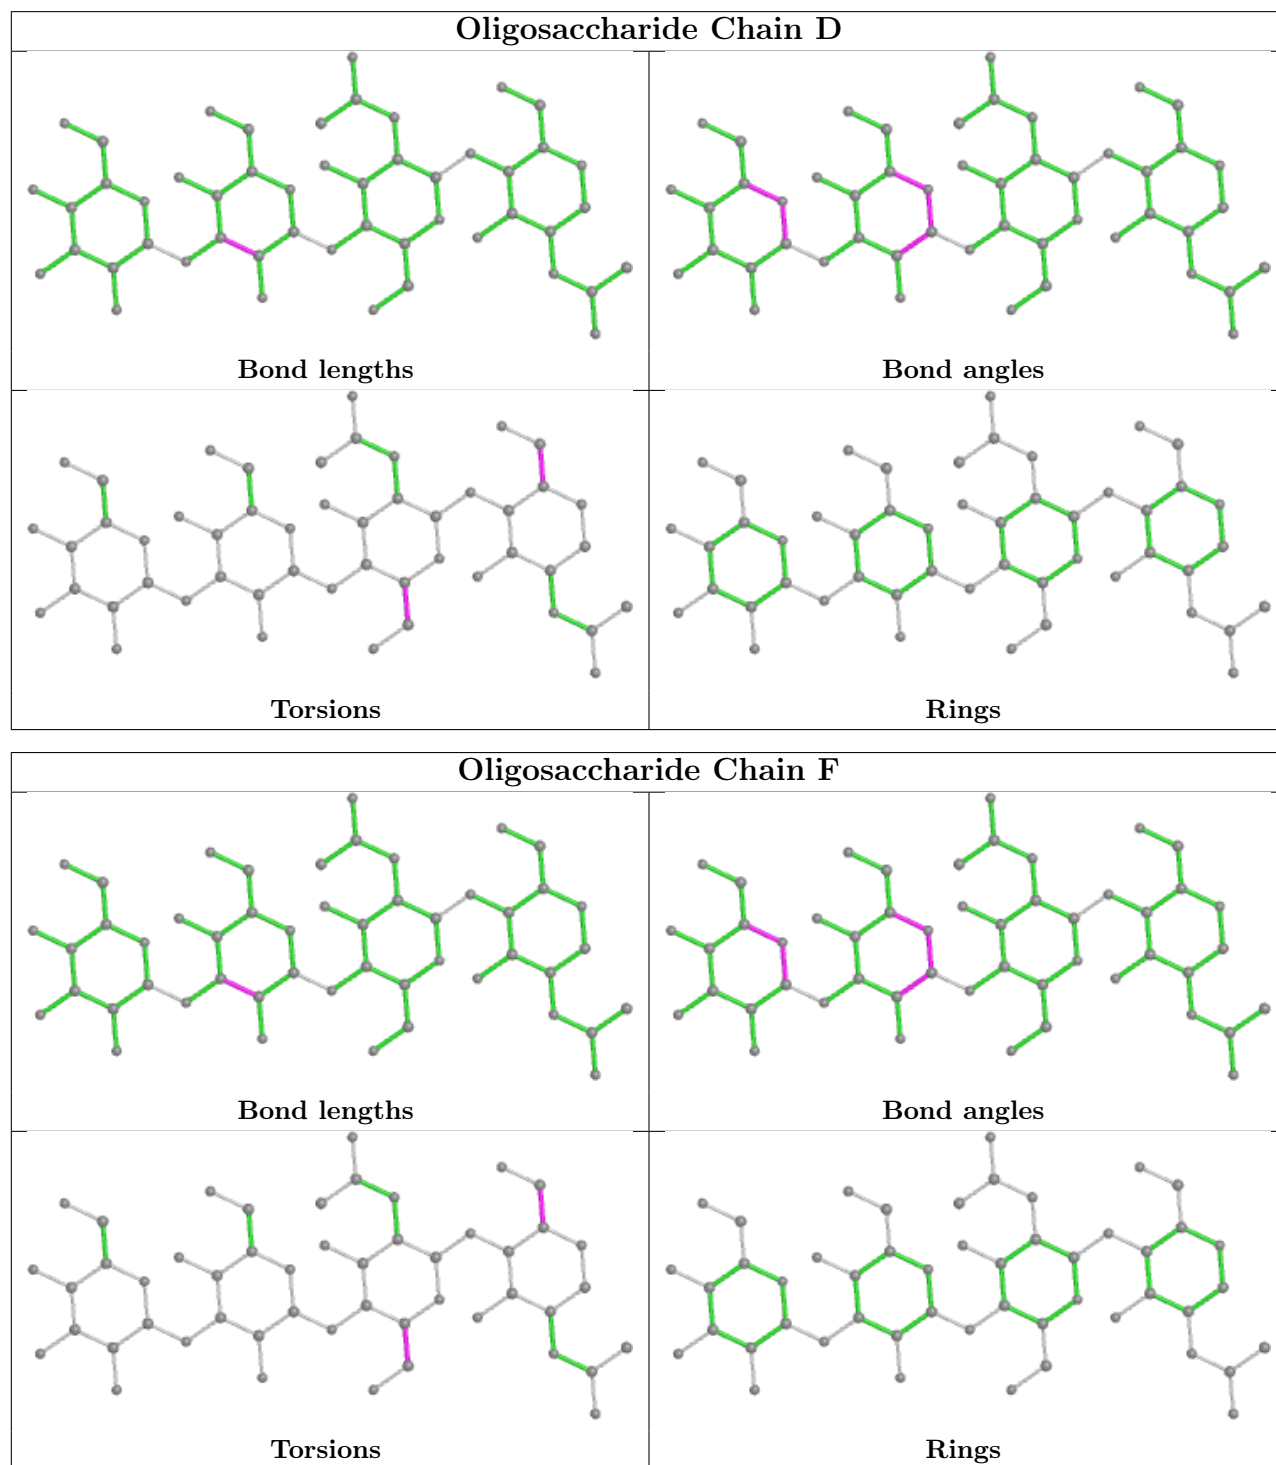 Oligosaccharide Chain D
Bond lengths
Bond angles
Torsions
Rings
Oligosaccharide Chain F
Bond lengths
Bond angles
Torsions
Rings